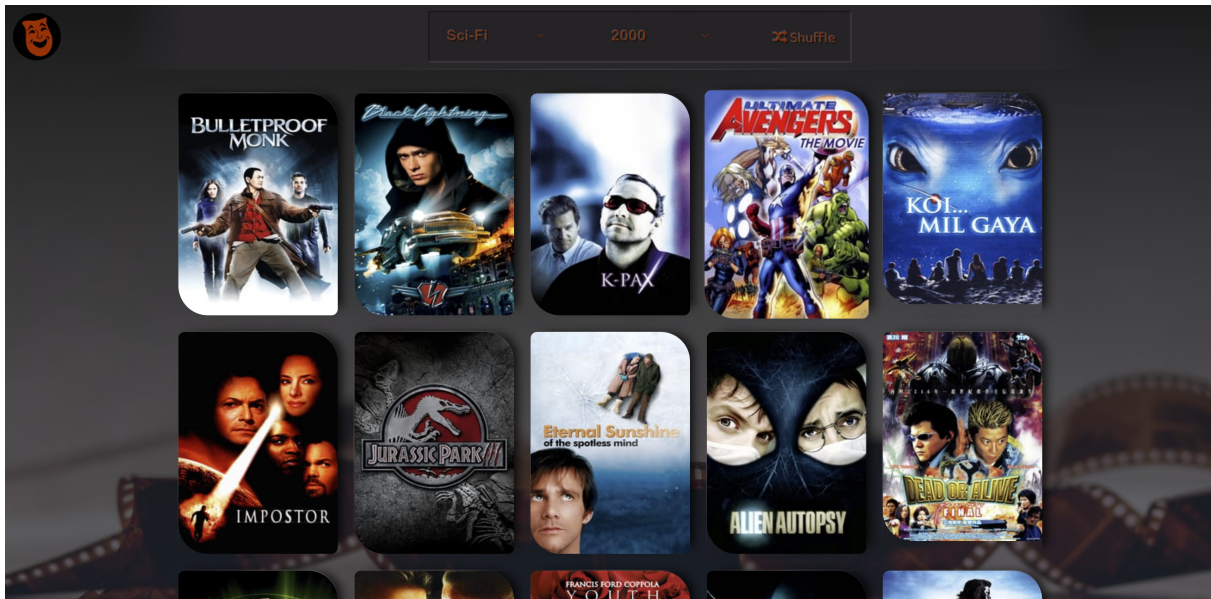 Sci-Fi
2000
Shuffle
BULLETPROOF
MONK
Black Lightning
K-PAX
ULTIMATE
AVENGERS
THE MOVIE
KOI...
MIL GAYA
IMPOSTOR
JURASSIC PARK ///
Eternal Sunshine
of the spotless mind
ALIEN AUTOPSY
DEAD OR ALIVE
FINAL
FRANCIS FORD COPPOLA
YOUTH